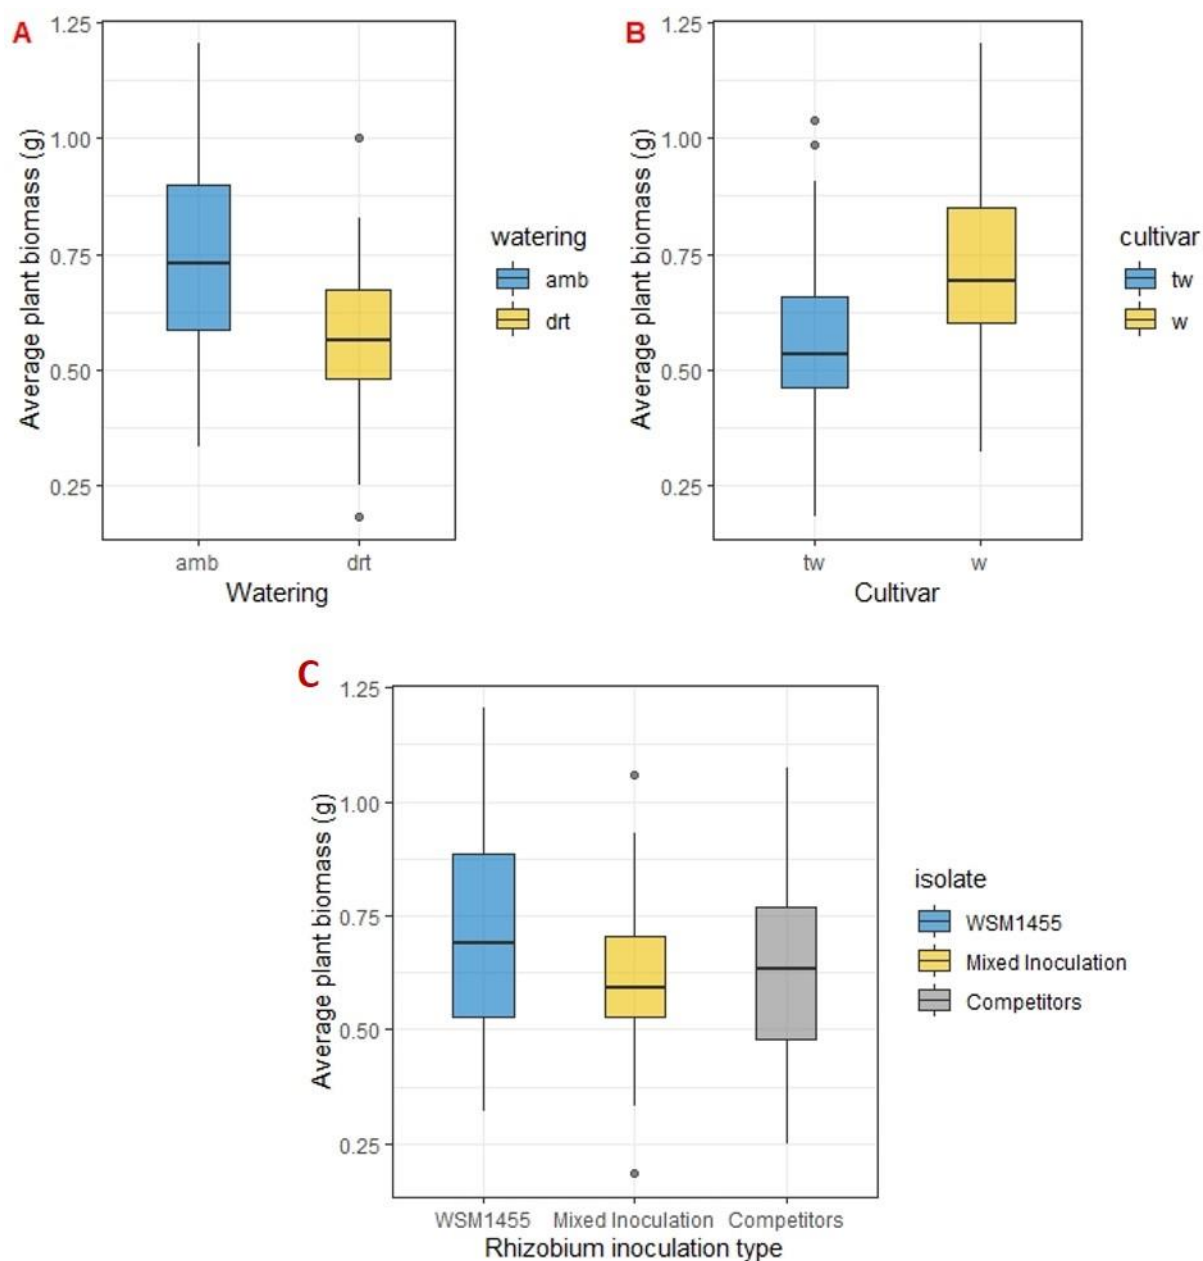 A
Average plant biomass (g)
1.25
1.00
0.75
0.50
0.25
amb
drt
Watering
watering
amb
drt
B
Average plant biomass (g)
1.25
1.00
0.75
0.50
0.25
tw
w
Cultivar
cultivar
tw
w
C
Average plant biomass (g)
1.25
1.00
0.75
0.50
0.25
WSM1455
Mixed Inoculation
Competitors
Rhizobium inoculation type
isolate
WSM1455
Mixed Inoculation
Competitors